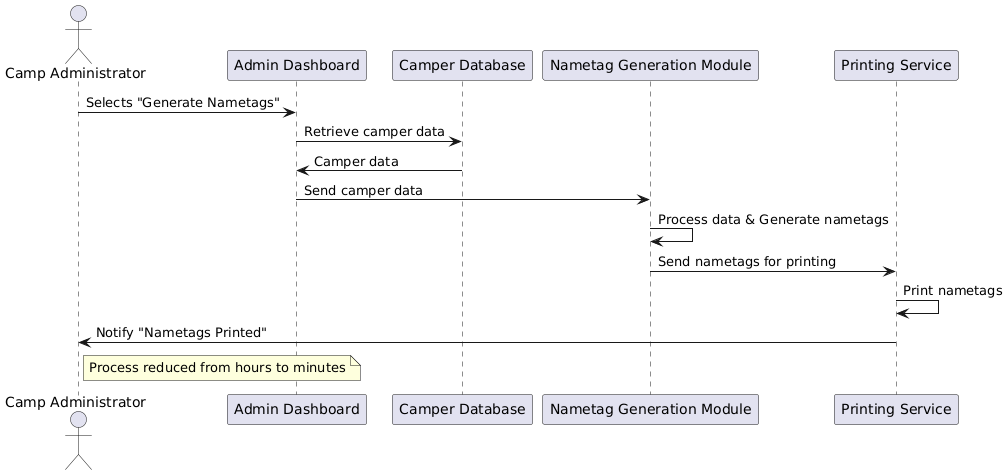 Camp Administrator
Admin Dashboard
Camper Database
Nametag Generation Module
Printing Service
Selects "Generate Nametags"
Retrieve camper data
Camper data
Send camper data
Process data & Generate nametags
Send nametags for printing
Print nametags
Notify "Nametags Printed"
Process reduced from hours to minutes
Camp Administrator
Admin Dashboard
Camper Database
Nametag Generation Module
Printing Service